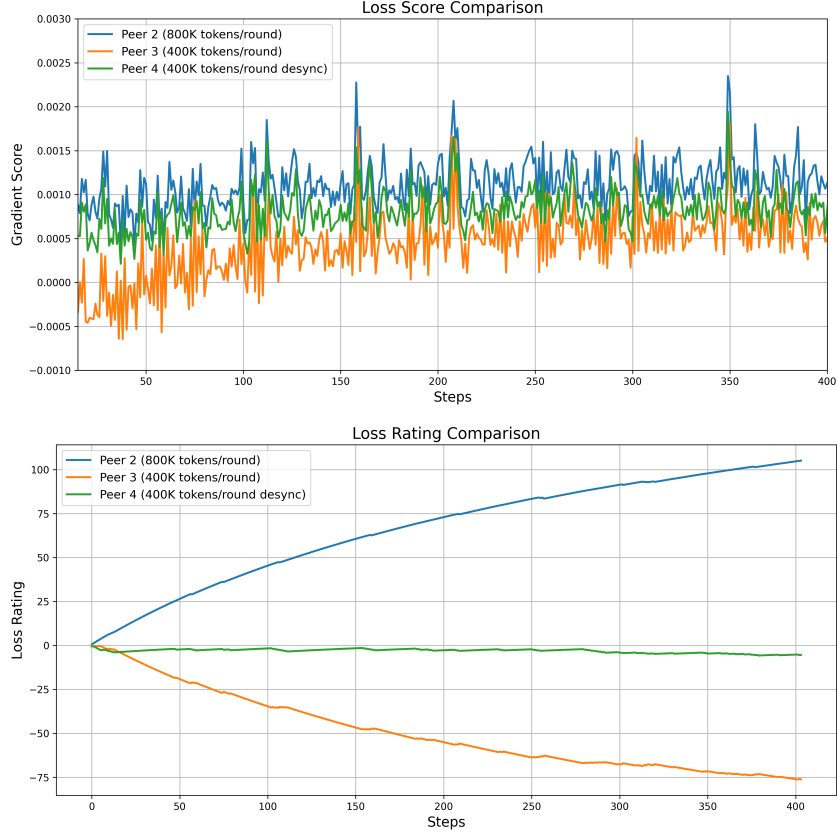 Loss Score Comparison
Gradient Score
0.0030
0.0025
0.0020
0.0015
0.0010
0.0005
0.0000
−0.0005
−0.0010
Peer 2 (800K tokens/round)
Peer 3 (400K tokens/round)
Peer 4 (400K tokens/round desync)
50 100 150 200 250 300 350 400
Steps
Loss Rating Comparison
Loss Rating
100
75
50
25
0
−25
−50
−75
Peer 2 (800K tokens/round)
Peer 3 (400K tokens/round)
Peer 4 (400K tokens/round desync)
0 50 100 150 200 250 300 350 400
Steps